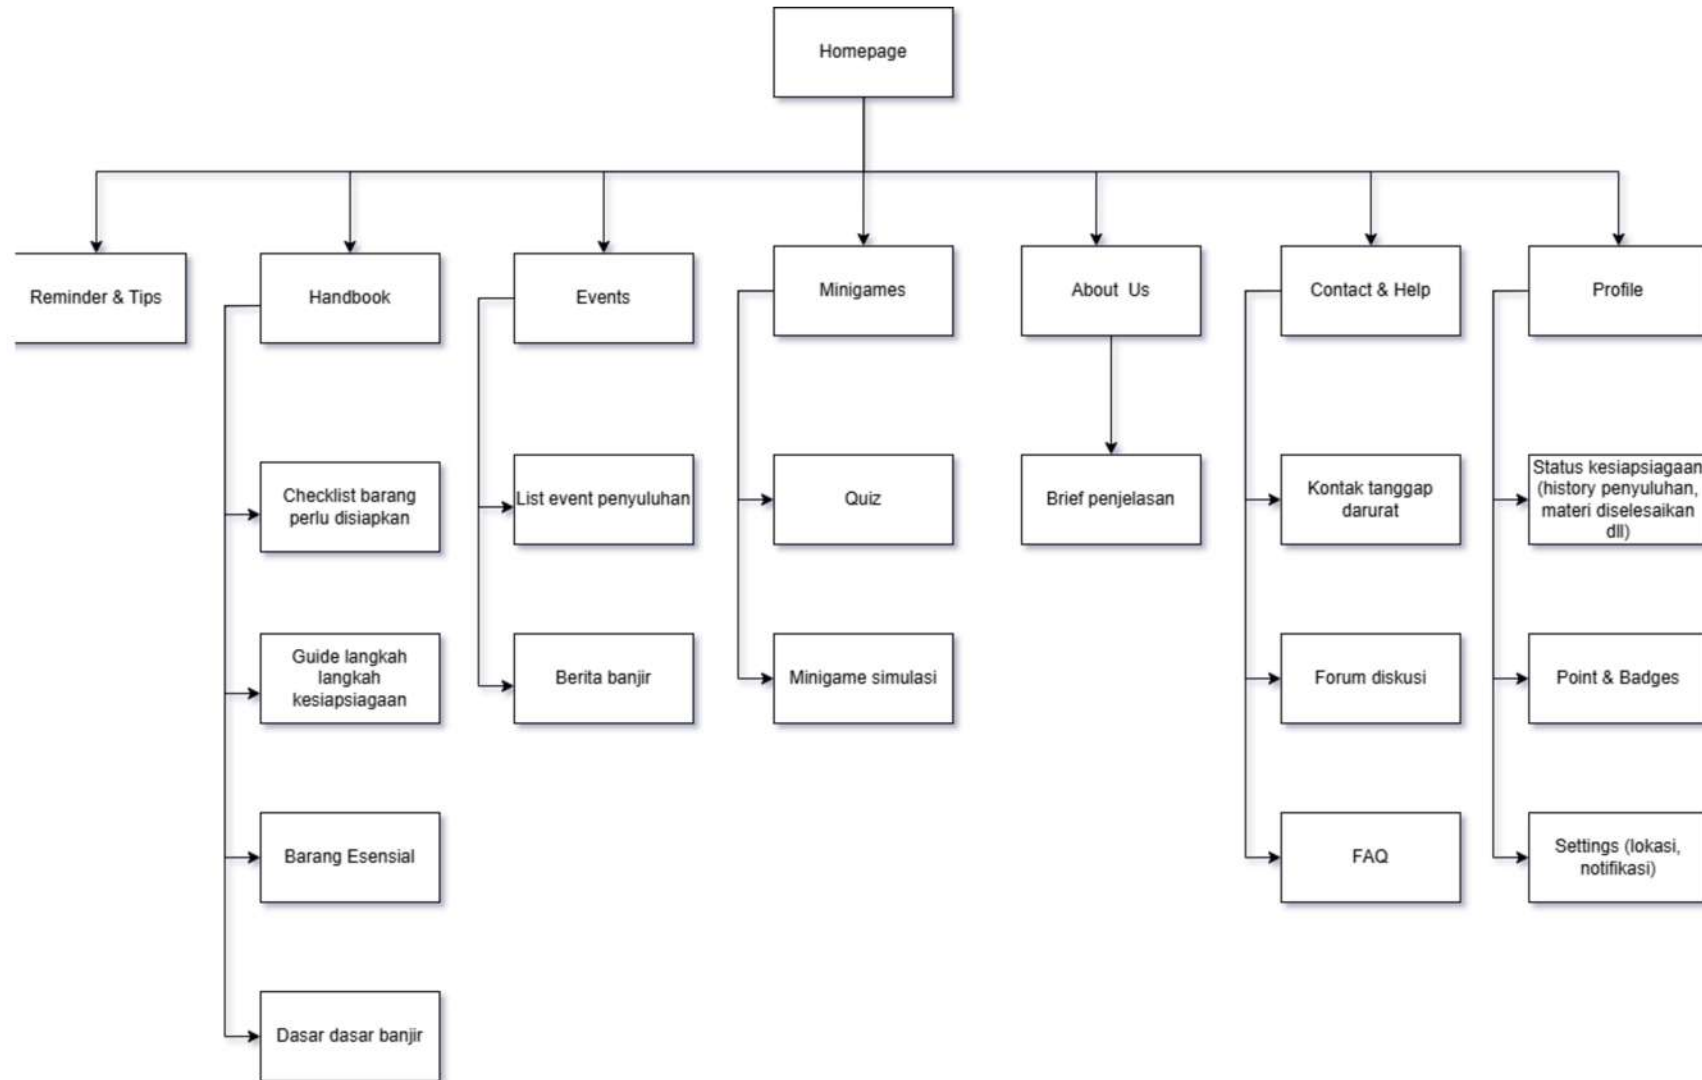 Homepage
Reminder & Tips
Handbook
Events
Minigames
About Us
Contact & Help
Profile
Checklist barang
perlu disiapkan
List event penyuluhan
Quiz
Brief penjelasan
Kontak tanggap
darurat
Status kesiapsiagaan
(history penyuluhan,
materi diselesaikan
dll)
Guide langkah
langkah
kesiapsiagaan
Berita banjir
Minigame simulasi
Forum diskusi
Point & Badges
Barang Esensial
FAQ
Settings (lokasi,
notifikasi)
Dasar dasar banjir